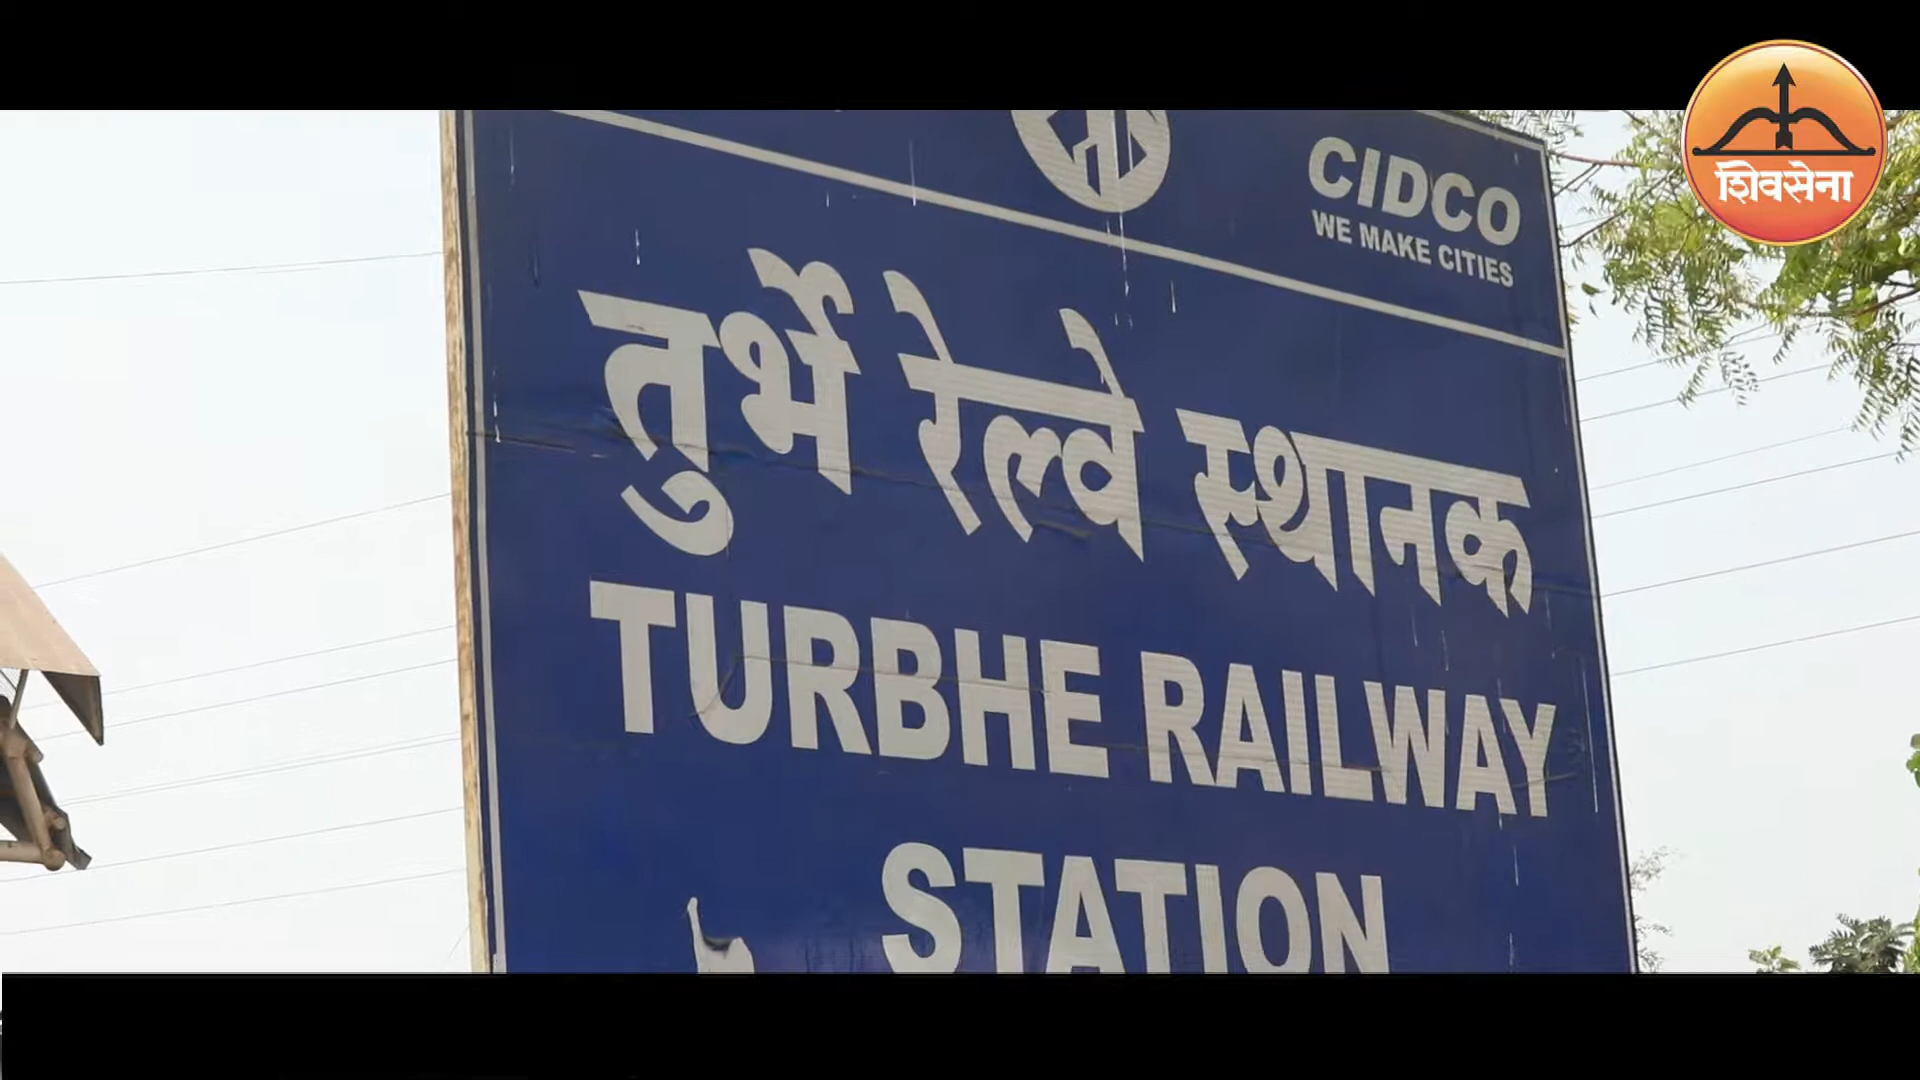 CIDCO
WE MAKE CITIES
शिवसेना
तुर्भे रेल्वे स्थानक
TURBHE RAILWAY
STATION